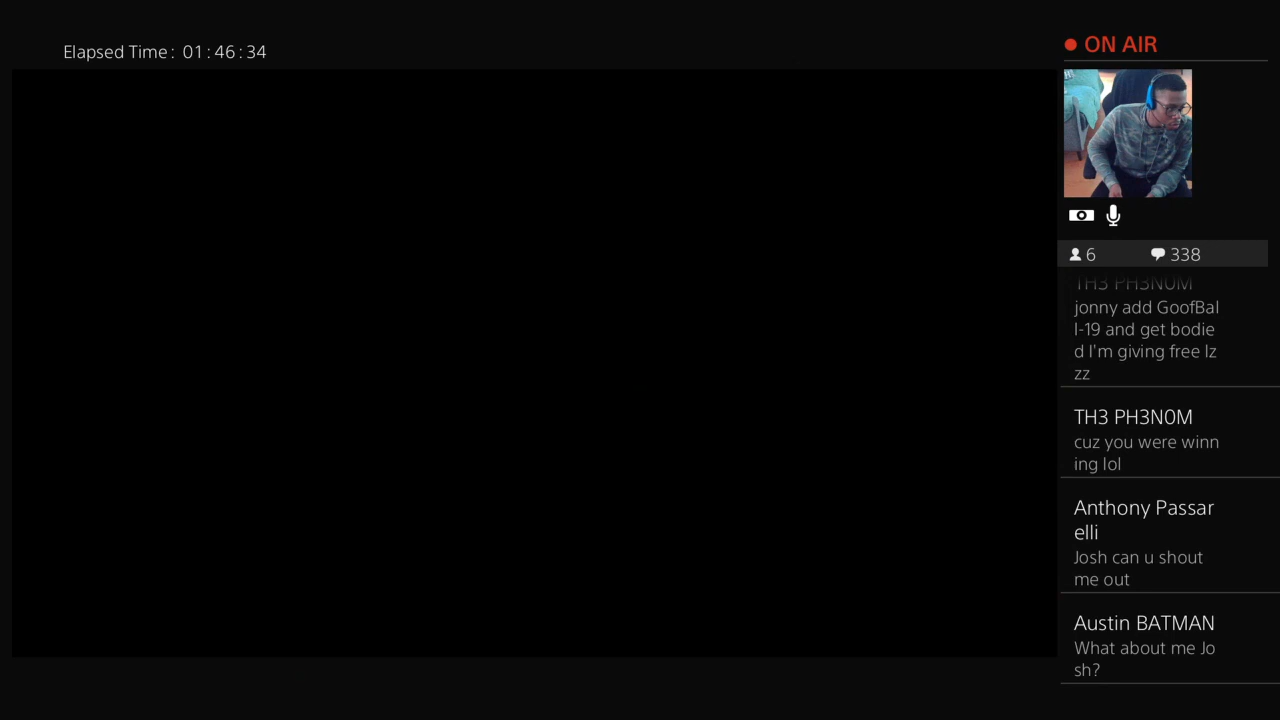 Elapsed Time: 01:46:34
ON AIR
6 338
TH3 PH3N0M
jonny add GoofBal
l-19 and get bodie
d I'm giving free lz
zz
TH3 PH3N0M
cuz you were winn
ing lol
Anthony Passar
elli
Josh can u shout
me out
Austin BATMAN
What about me Jo
sh?